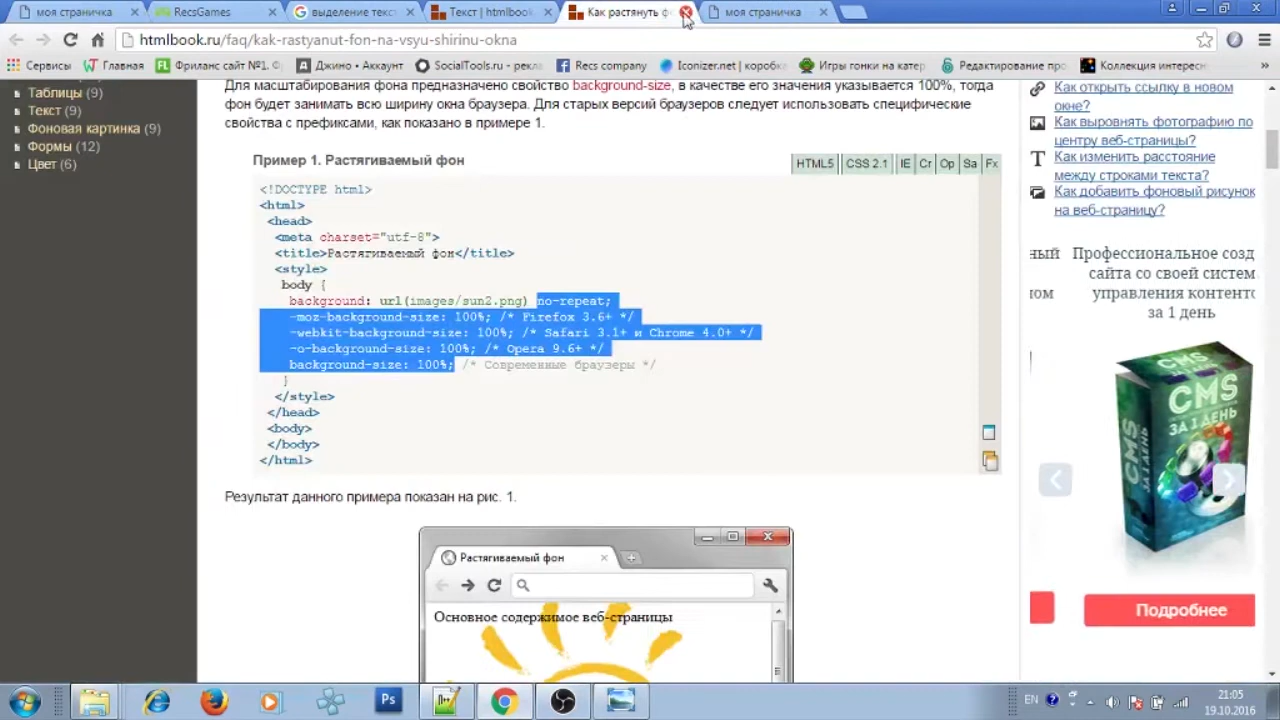 моя страничка
RecsGames
выделение текст
Текст | htmlbook
Как растянуть ф
моя страничка
htmlbook.ru/faq/kak-rastyanut-fon-na-vsyu-shirinu-okna
Сервисы
Главная
Фриланс сайт №1.
Джино • Аккаунт
SocialTools.ru - рекл
Recs company
Iconizer.net | коробк
Игры гонки на катер
Редактирование про
Коллекция интересн
»
Таблицы (9)
Текст (9)
Фоновая картинка (9)
Формы (12)
Цвет (6)
Для масштабирования фона предназначено свойство background-size, в качестве его значения указывается 100%, тогда
фон будет занимать всю ширину окна браузера. Для старых версий браузеров следует использовать специфические
свойства с префиксами, как показано в примере 1.
Пример 1. Растягиваемый фон
HTML5 CSS 2.1 IE Cr Op Sa Fx
<!DOCTYPE html>
<html>
<head>
<meta charset="utf-8">
<title>Растягиваемый фон</title>
<style>
body {
background: url(images/sun2.png) no-repeat;
-moz-background-size: 100%; /* Firefox 3.6+ */
-webkit-background-size: 100%; /* Safari 3.1+ и Chrome 4.0+ */
-o-background-size: 100%; /* Opera 9.6+ */
background-size: 100%; /* Современные браузеры */
}
</style>
</head>
<body>
</body>
</html>
Результат данного примера показан на рис. 1.
Растягиваемый фон
Основное содержимое веб-страницы
Как открыть ссылку в новом
окне?
Как выровнять фотографию по
центру веб-страницы?
Как изменить расстояние
между строками текста?
Как добавить фоновый рисунок
на веб-страницу?
ный
ом
Профессиональное созд
сайта со своей систем
управления контентс
за 1 день
CMS
ЗА 1 ДЕНЬ
CMS
ЗА 1 ДЕНЬ
Подробнее
Ps
EN
21:05
19.10.2016